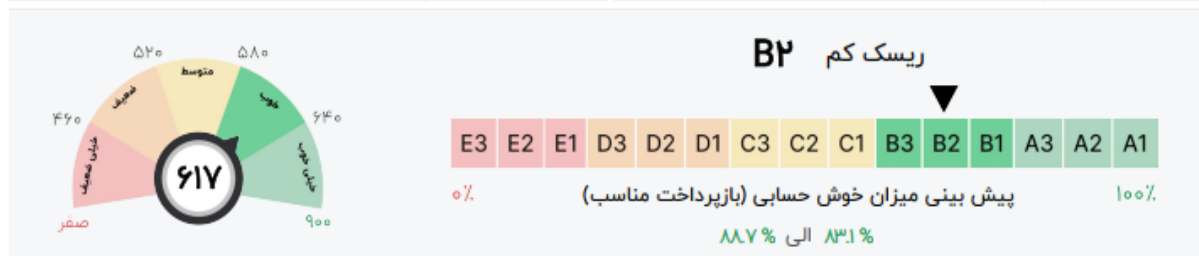 ریسک کم B۲
E3 E2 E1 D3 D2 D1 C3 C2 C1 B3 B2 B1 A3 A2 A1
۰٪ پیش بینی میزان خوش حسابی (بازپرداخت مناسب) ۱۰۰٪
۸۳.۱% الی ۸۸.۷%
۵۲۰
۵۸۰
۴۶۰
۶۴۰
خیلی ضعیف
ضعیف
متوسط
خوب
خیلی خوب
۶۱۷
صفر
۹۰۰